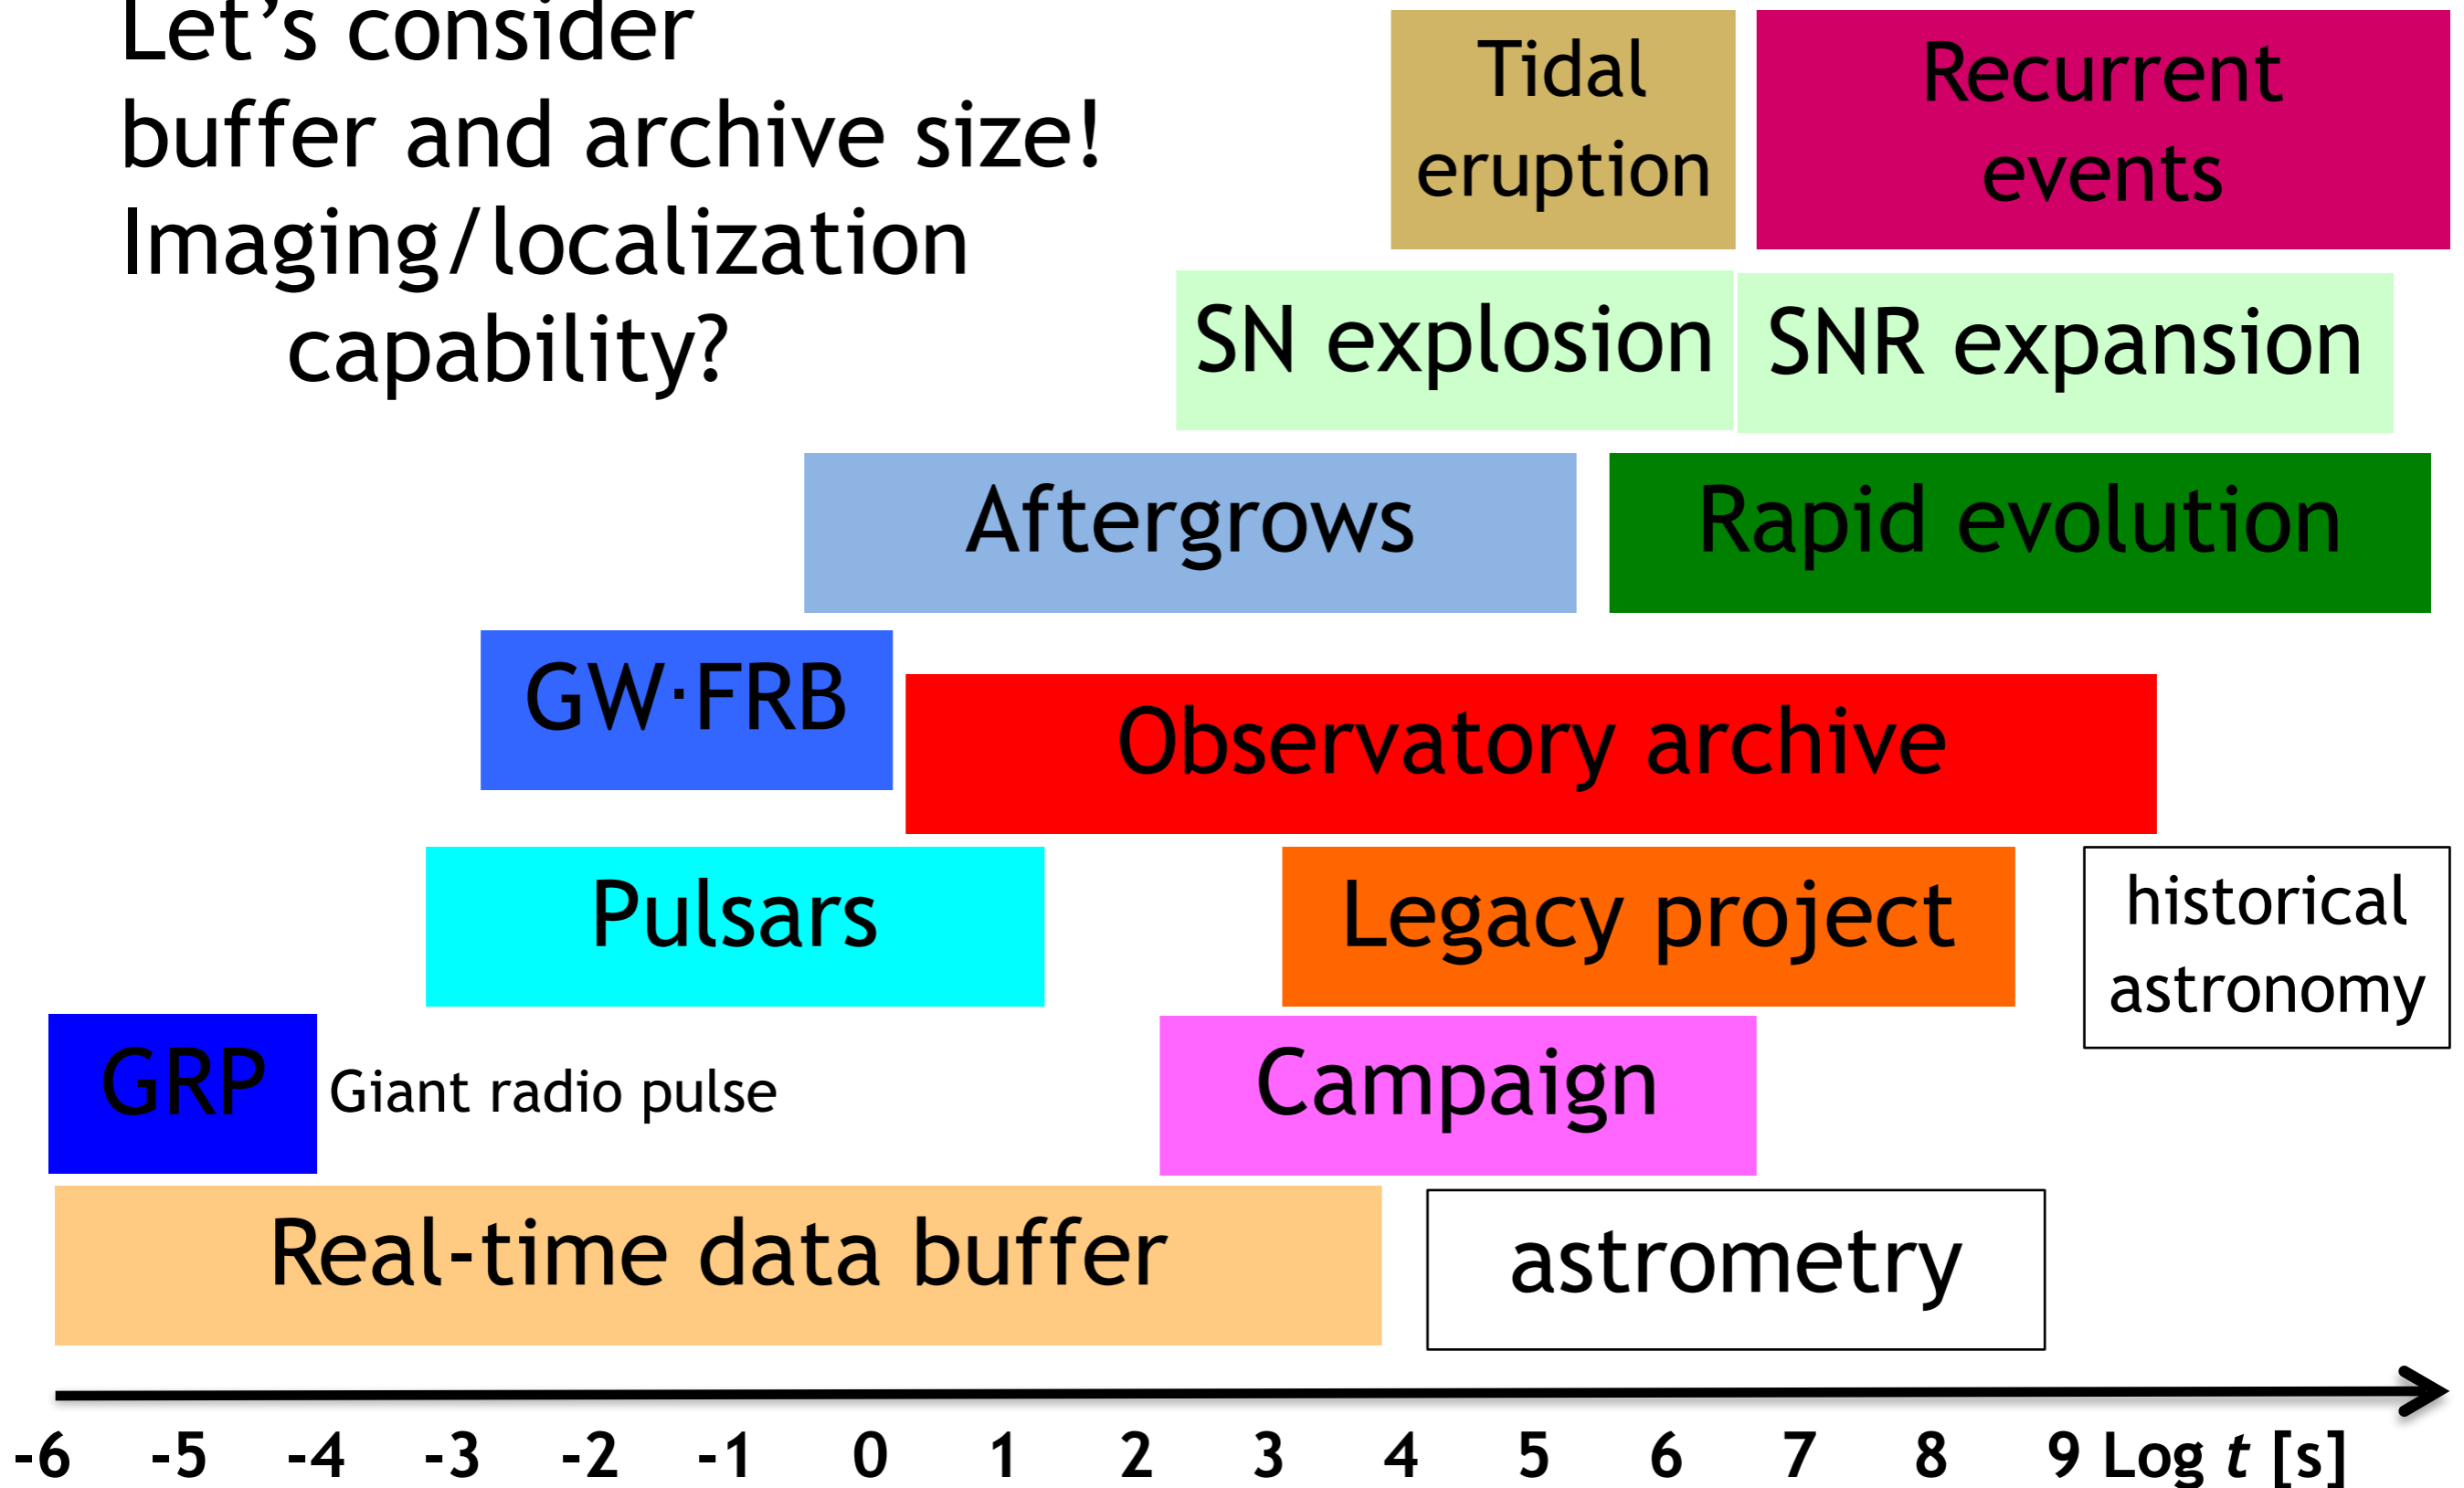 Let’s consider
buffer and archive size!
Imaging/localization
capability?
Tidal
eruption
Recurrent
events
SN explosion
SNR expansion
Aftergrows
Rapid evolution
GW·FRB
Observatory archive
Pulsars
Legacy project
historical
astronomy
GRP
Giant radio pulse
Campaign
Real-time data buffer
astrometry
-6 -5 -4 -3 -2 -1 0 1 2 3 4 5 6 7 8 9 Log t [s]